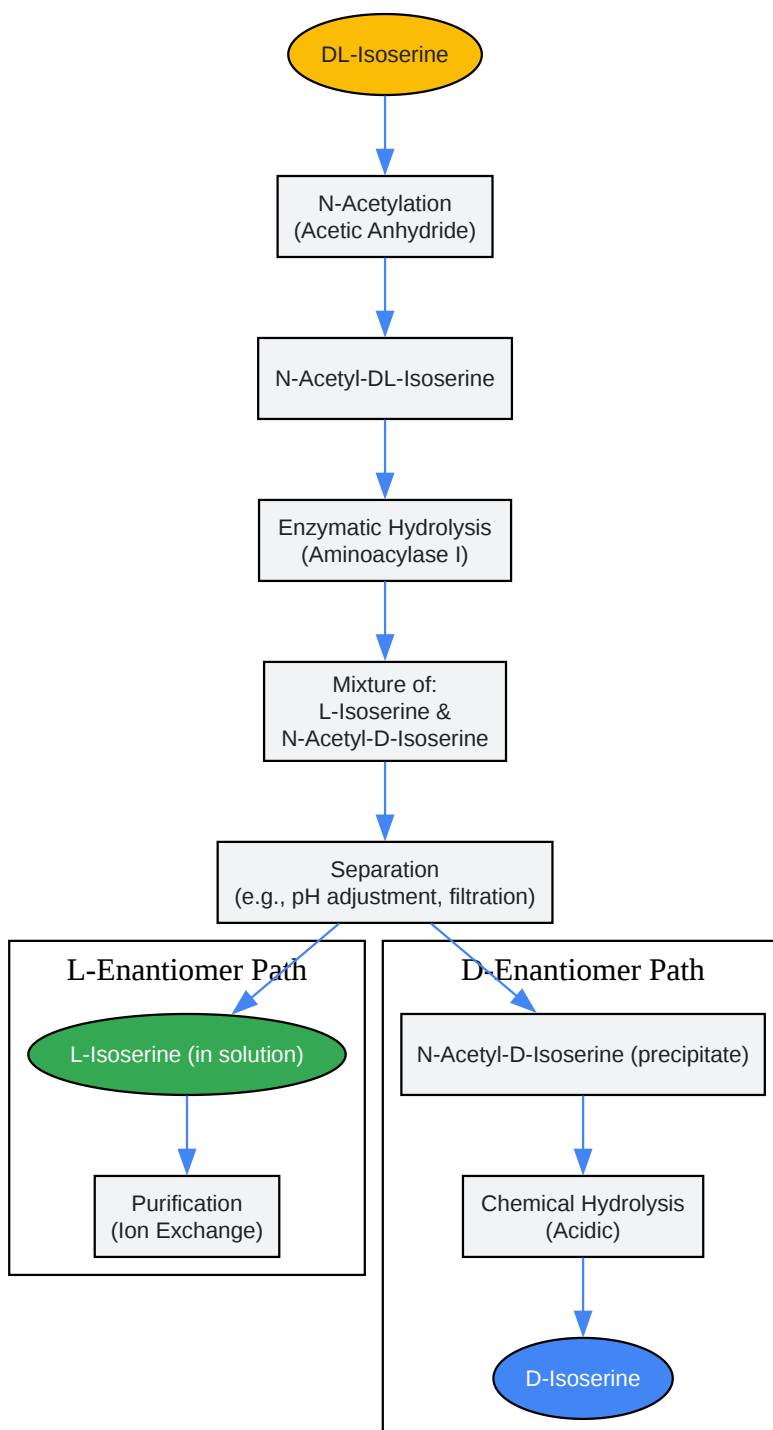 DL-Isoserine
N-Acetylation
(Acetic Anhydride)
N-Acetyl-DL-Isoserine
Enzymatic Hydrolysis
(Aminoacylase I)
Mixture of:
L-Isoserine &
N-Acetyl-D-Isoserine
Separation
(e.g., pH adjustment, filtration)
L-Enantiomer Path
L-Isoserine (in solution)
Purification
(Ion Exchange)
D-Enantiomer Path
N-Acetyl-D-Isoserine (precipitate)
Chemical Hydrolysis
(Acidic)
D-Isoserine